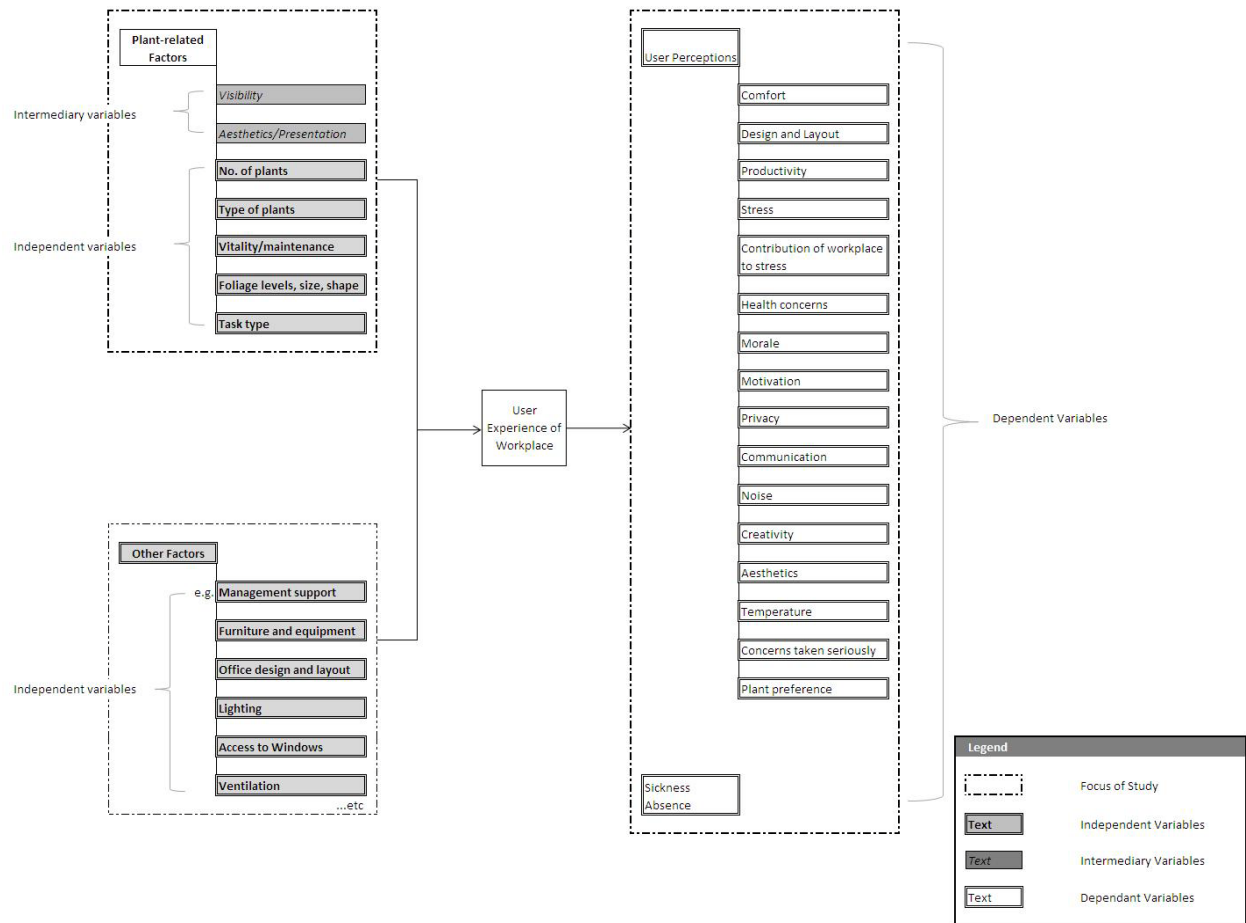 Plant-related
Factors
Visibility
Intermediary variables
Aesthetics/Presentation
No. of plants
Type of plants
Independent variables
Vitality/maintenance
Foliage levels, size, shape
Task type
Other Factors
e.g. Management support
Furniture and equipment
Office design and layout
Independent variables
Lighting
Access to Windows
Ventilation
...etc
User
Experience of
Workplace
User Perceptions
Comfort
Design and Layout
Productivity
Stress
Contribution of workplace
to stress
Health concerns
Morale
Motivation
Privacy
Communication
Noise
Creativity
Aesthetics
Temperature
Concerns taken seriously
Plant preference
Sickness
Absence
Dependent Variables
Legend
Focus of Study
Text Independent Variables
Text Intermediary Variables
Text Dependant Variables